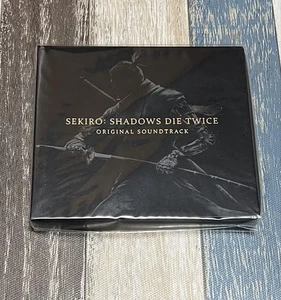 SEKIRO: SHADOWS DIE TWICE
ORIGINAL SOUNDTRACK